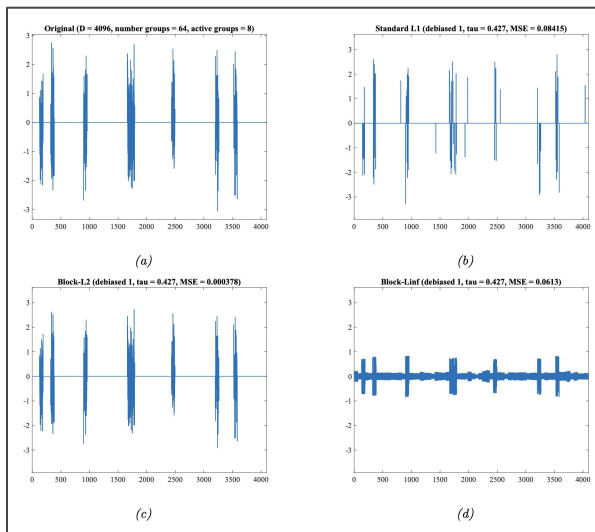 Original (D = 4096, number groups = 64, active groups = 8)
3
2
1
0
-1
-2
-3
0 500 1000 1500 2000 2500 3000 3500 4000
(a)
Standard L1 (debiased 1, tau = 0.427, MSE = 0.08415)
3
2
1
0
-1
-2
-3
0 500 1000 1500 2000 2500 3000 3500 4000
(b)
Block-L2 (debiased 1, tau = 0.427, MSE = 0.000378)
3
2
1
0
-1
-2
-3
0 500 1000 1500 2000 2500 3000 3500 4000
(c)
Block-Linf (debiased 1, tau = 0.427, MSE = 0.0613)
3
2
1
0
-1
-2
-3
0 500 1000 1500 2000 2500 3000 3500 4000
(d)